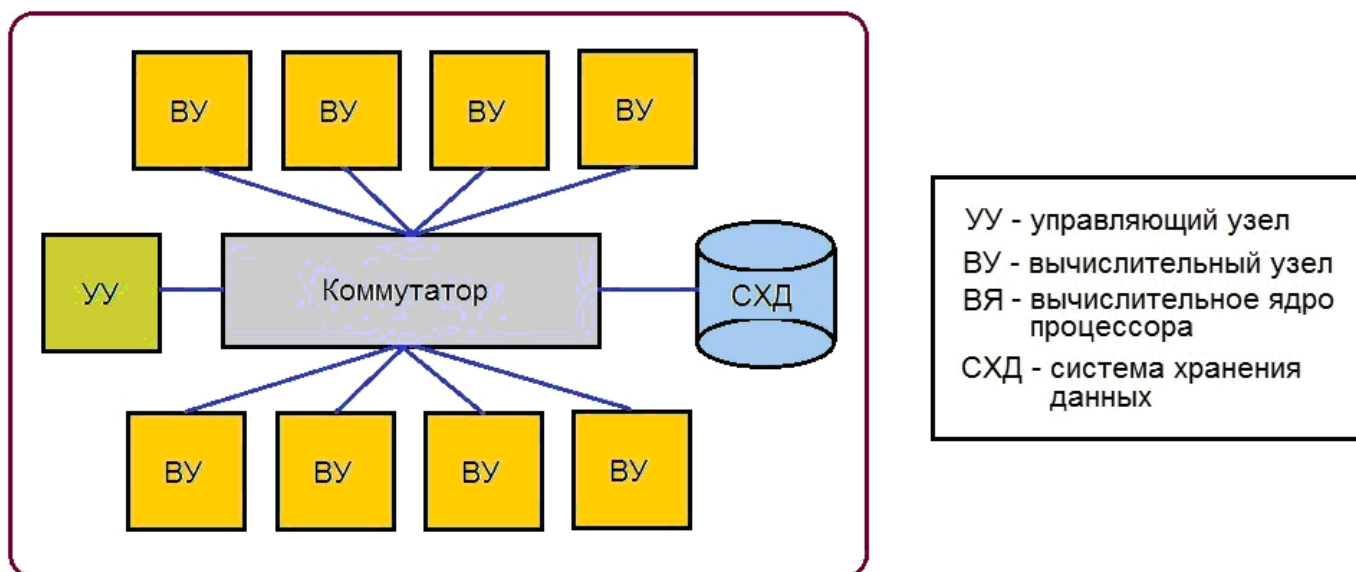 ВУ ВУ ВУ ВУ
УУ Коммутатор СХД
ВУ ВУ ВУ ВУ
УУ - управляющий узел
ВУ - вычислительный узел
ВЯ - вычислительное ядро
процессора
СХД - система хранения
данных